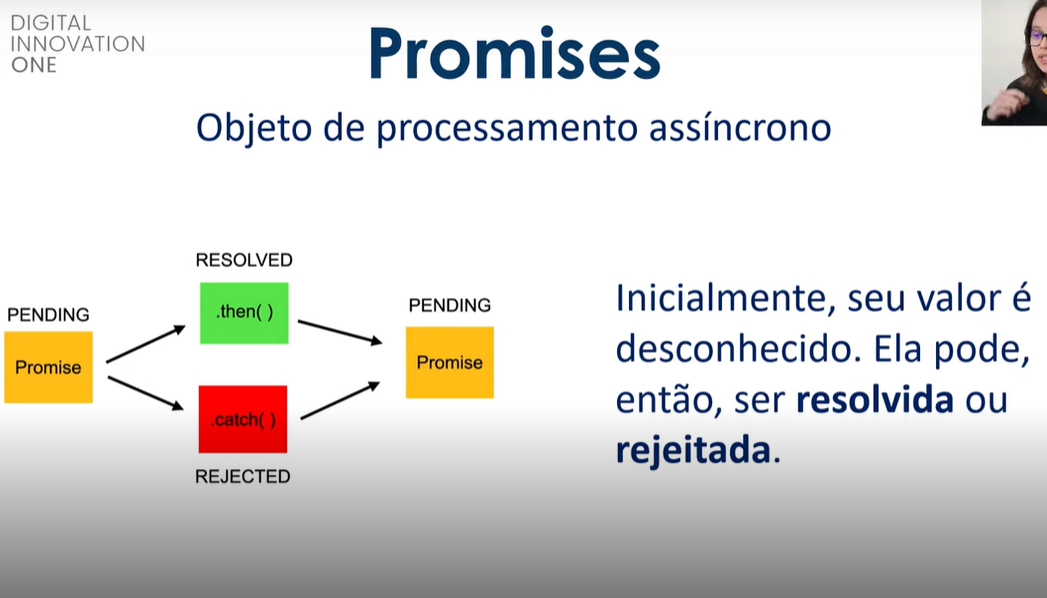 DIGITAL
INNOVATION
ONE
Promises
Objeto de processamento assíncrono
PENDING
Promise
RESOLVED
.then( )
.catch( )
REJECTED
PENDING
Promise
Inicialmente, seu valor é
desconhecido. Ela pode,
então, ser resolvida ou
rejeitada.